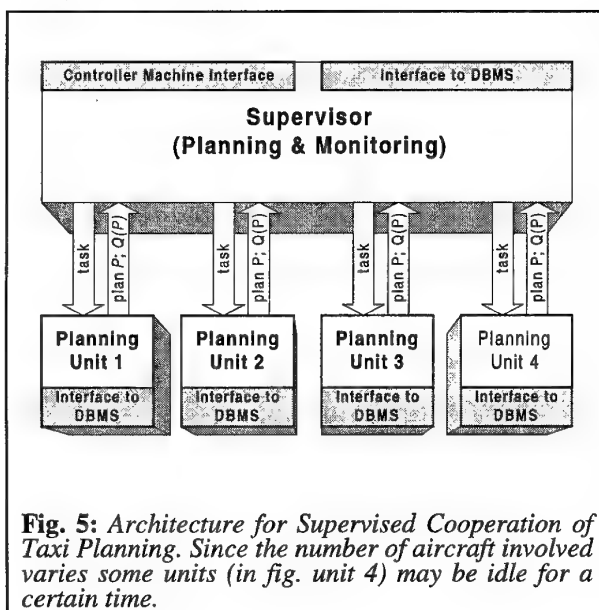 Controller Machine Interface
Interface to DBMS
Supervisor
(Planning & Monitoring)
task
plan P; Q(P)
task
plan P; Q(P)
task
plan P; Q(P)
task
plan P; Q(P)
Planning
Unit 1
Interface to
DBMS
Planning
Unit 2
Interface to
DBMS
Planning
Unit 3
Interface to
DBMS
Planning
Unit 4
Interface to
DBMS
Fig. 5: Architecture for Supervised Cooperation of
Taxi Planning. Since the number of aircraft involved
varies some units (in fig. unit 4) may be idle for a
certain time.